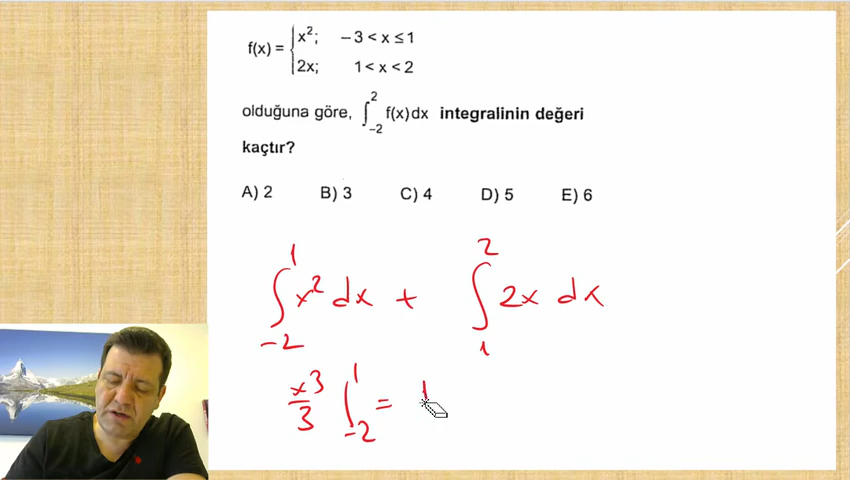 f(x) = { x²; −3 < x ≤ 1
2x; 1 < x < 2
olduğuna göre, ∫₋₂² f(x)dx integralinin değeri
kaçtır?
A) 2 B) 3 C) 4 D) 5 E) 6
∫₋₂¹ x² dx + ∫₁² 2x dx
x³/3 |₋₂¹ = 1